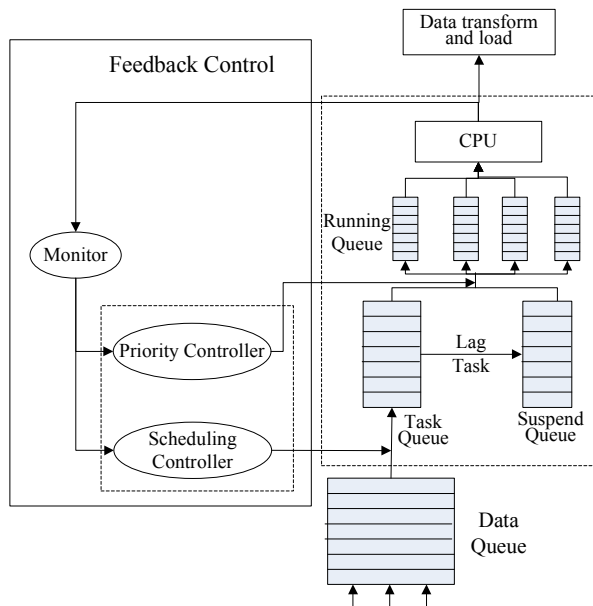 Data transform
and load
Feedback Control
CPU
Running
Queue
Monitor
Priority Controller
Lag
Task
Scheduling
Controller
Task
Queue
Suspend
Queue
Data
Queue